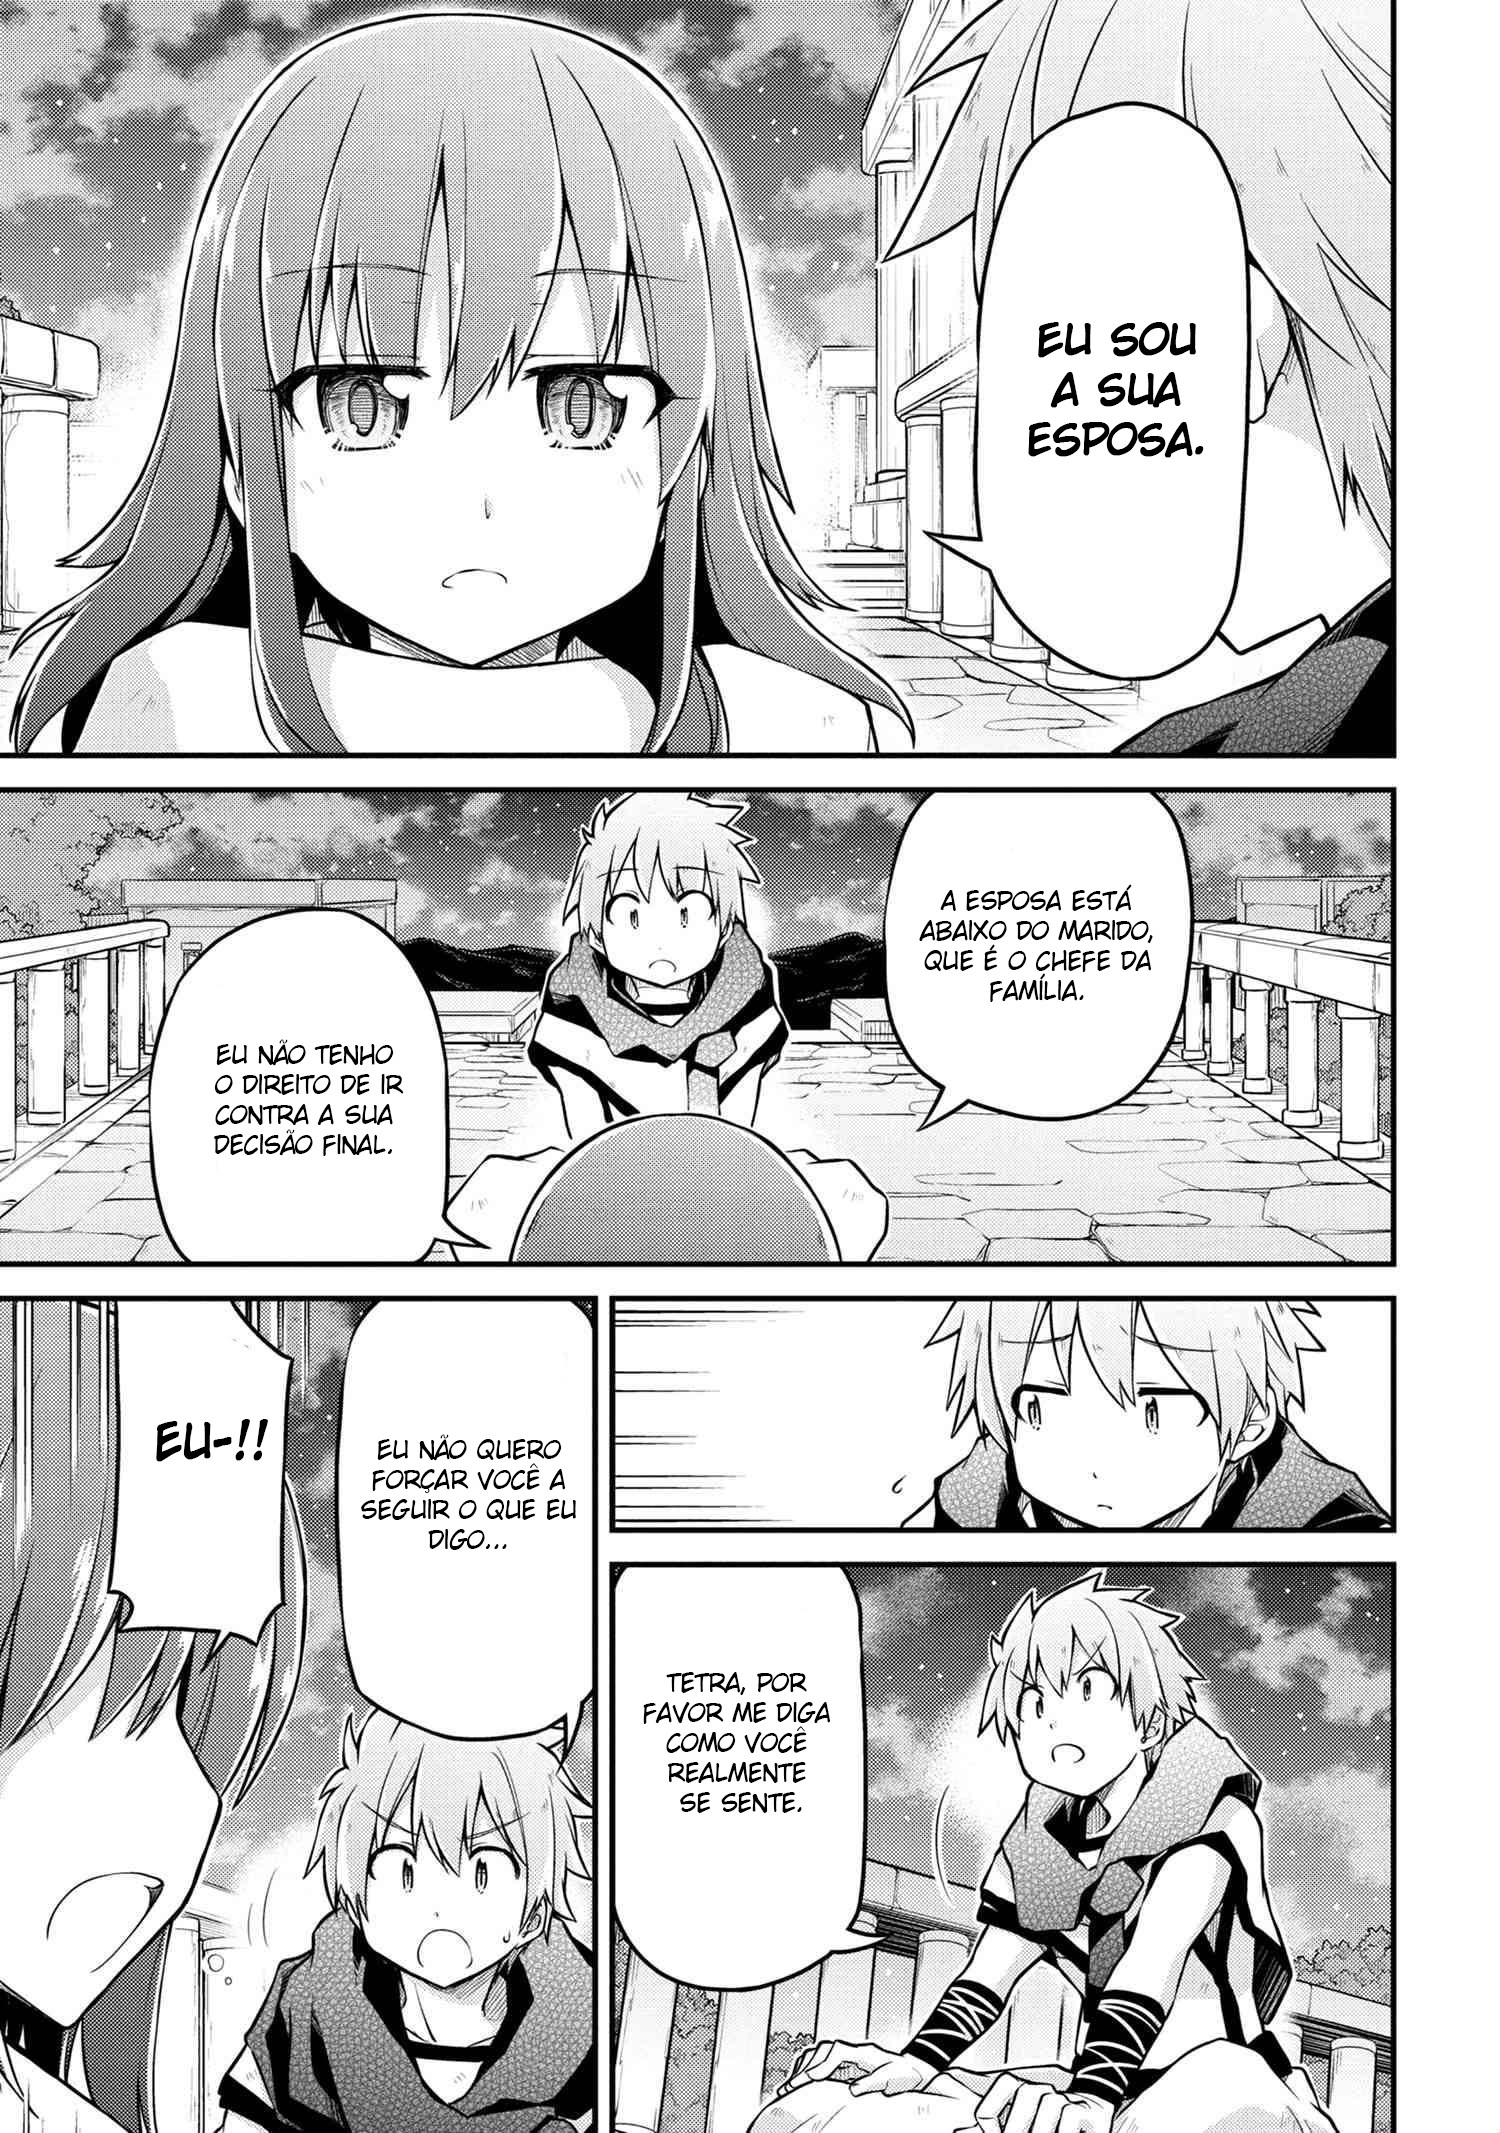 EU SOU
A SUA
ESPOSA.
A ESPOSA ESTÁ
ABAIXO DO MARIDO,
QUE É O CHEFE DA
FAMÍLIA.
EU NÃO TENHO
O DIREITO DE IR
CONTRA A SUA
DECISÃO FINAL.
TETRA, POR
FAVOR ME DIGA
COMO VOCÊ
REALMENTE
SE SENTE.
EU NÃO QUERO
FORÇAR VOCÊ A
SEGUIR O QUE EU
DIGO...
EU-!!